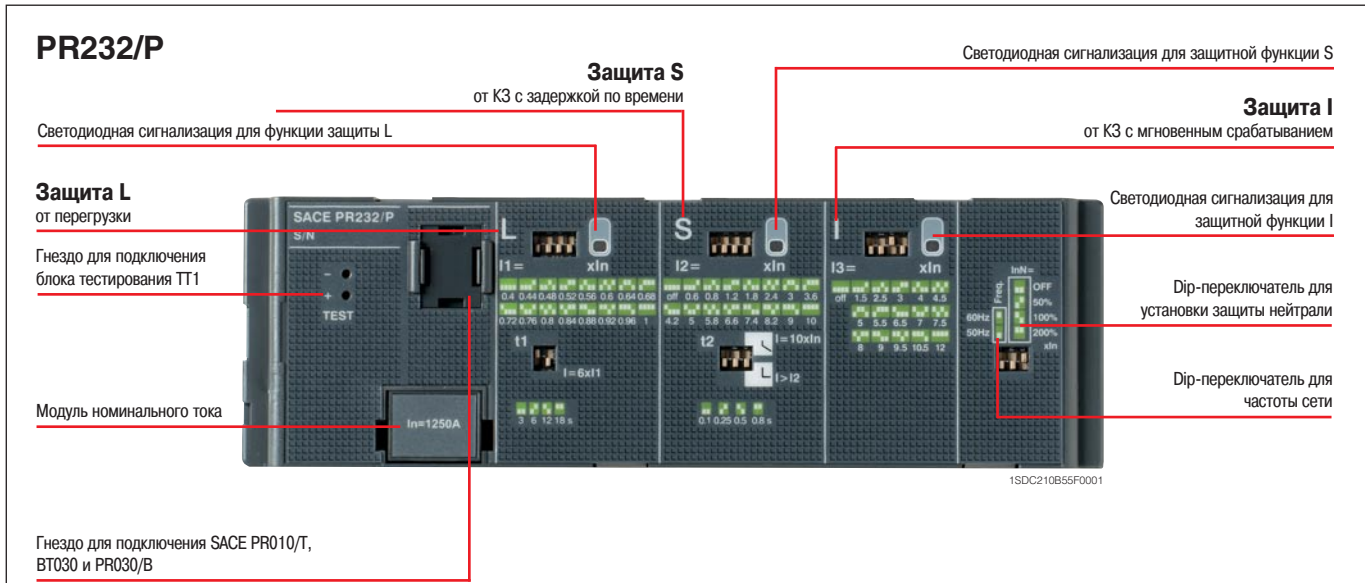 PR232/P
Светодиодная сигнализация для защитной функции S
Защита S
от КЗ с задержкой по времени
Защита I
от КЗ с мгновенным срабатыванием
Светодиодная сигнализация для функции защиты L
Защита L
от перегрузки
Светодиодная сигнализация для
защитной функции I
Гнездо для подключения
блока тестирования TT1
Dip-переключатель для
установки защиты нейтрали
Dip-переключатель для
частоты сети
Модуль номинального тока
Гнездо для подключения SACE PR010/T,
BT030 и PR030/B
SACE PR232/P
S/N
-
+
TEST
In=1250A
L
I1=
xIn
0.4 0.44 0.48 0.52 0.56 0.6 0.64 0.68
0.72 0.76 0.8 0.84 0.88 0.92 0.96 1
t1
I=6xI1
3 6 12 18 s
S
I2=
xIn
off 0.6 0.8 1.2 1.8 2.4 3 3.6
4.2 5 5.8 6.6 7.4 8.2 9 10
t2
I=10xIn
I>I2
0.1 0.25 0.5 0.8 s
I
I3=
xIn
off 1.5 2.5 3 4 4.5
5 5.5 6.5 7 7.5
8 9 9.5 10.5 12
Freq.
60Hz
50Hz
InN=
OFF
50%
100%
200%
xIn
1SDC210B55F0001